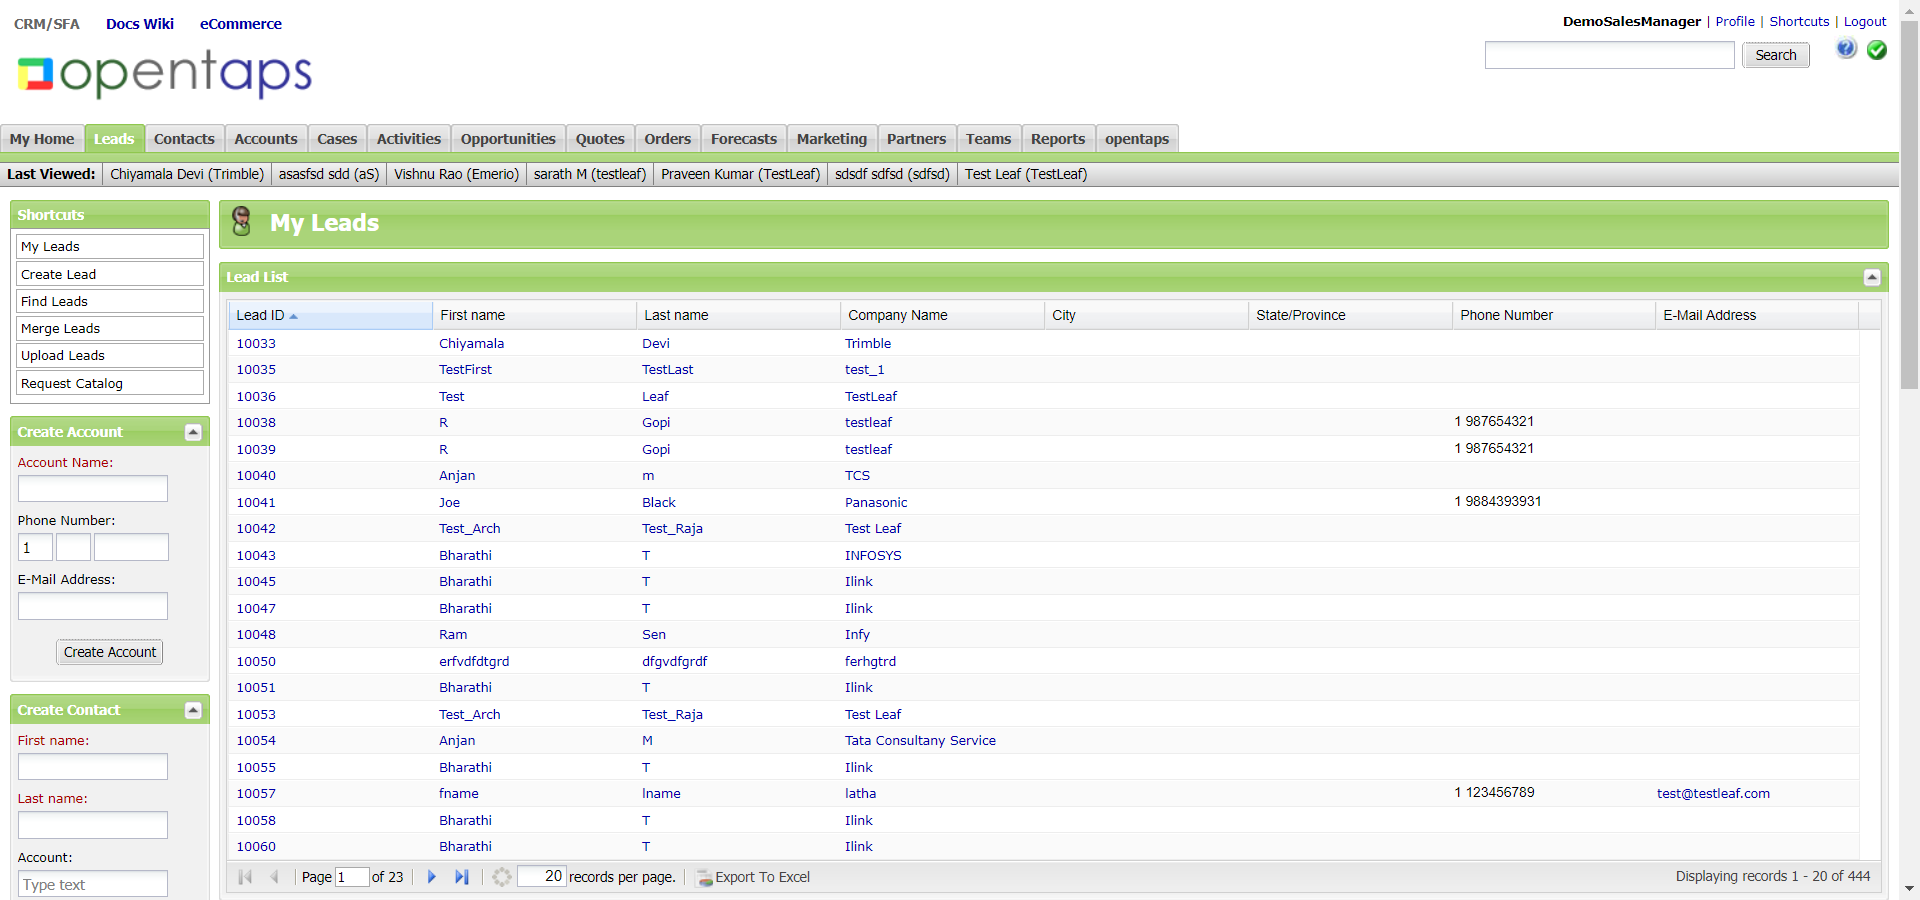 CRM/SFA Docs Wiki eCommerce
DemoSalesManager | Profile | Shortcuts | Logout
opentaps
Search
My Home Leads Contacts Accounts Cases Activities Opportunities Quotes Orders Forecasts Marketing Partners Teams Reports opentaps
Last Viewed: Chiyamala Devi (Trimble) asasfsd sdd (aS) Vishnu Rao (Emerio) sarath M (testleaf) Praveen Kumar (TestLeaf) sdsdf sdfsd (sdfsd) Test Leaf (TestLeaf)
Shortcuts
My Leads
Create Lead
Find Leads
Merge Leads
Upload Leads
Request Catalog
Create Account
Account Name:
Phone Number:
1
E-Mail Address:
Create Account
Create Contact
First name:
Last name:
Account:
Type text
My Leads
Lead List
Lead ID First name Last name Company Name City State/Province Phone Number E-Mail Address
10033 Chiyamala Devi Trimble
10035 TestFirst TestLast test_1
10036 Test Leaf TestLeaf
10038 R Gopi testleaf 1 987654321
10039 R Gopi testleaf 1 987654321
10040 Anjan m TCS
10041 Joe Black Panasonic 1 9884393931
10042 Test_Arch Test_Raja Test Leaf
10043 Bharathi T INFOSYS
10045 Bharathi T Ilink
10047 Bharathi T Ilink
10048 Ram Sen Infy
10050 erfvdfdtgrd dfgvdfgrdf ferhgtrd
10051 Bharathi T Ilink
10053 Test_Arch Test_Raja Test Leaf
10054 Anjan M Tata Consultany Service
10055 Bharathi T Ilink
10057 fname lname latha 1 123456789 test@testleaf.com
10058 Bharathi T Ilink
10060 Bharathi T Ilink
Page 1 of 23 20 records per page. Export To Excel Displaying records 1 - 20 of 444